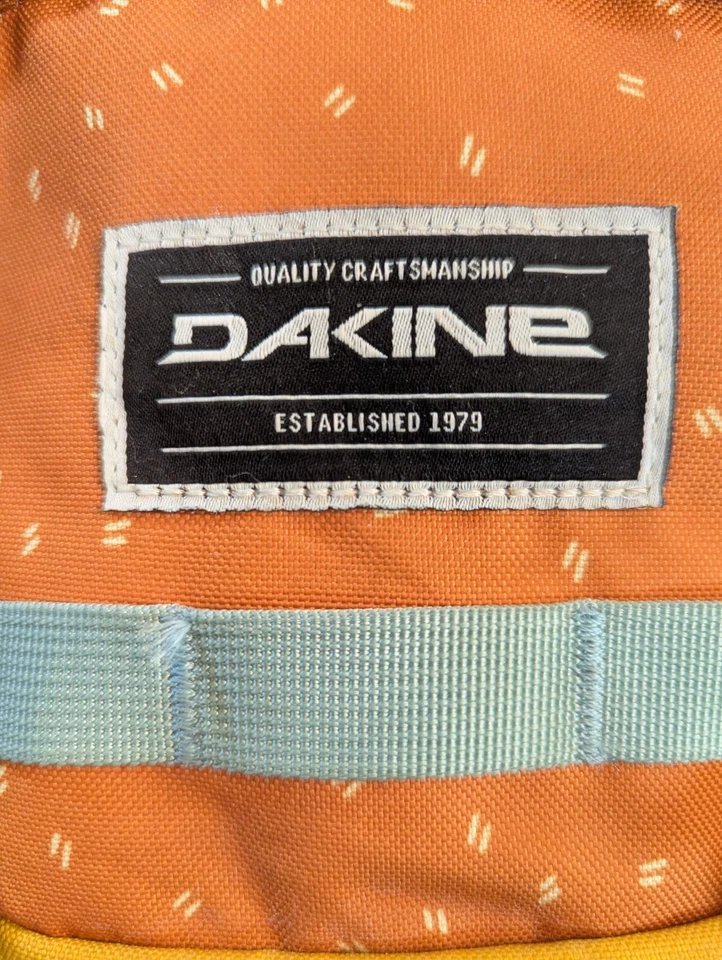 QUALITY CRAFTSMANSHIP
DAKINE
ESTABLISHED 1979